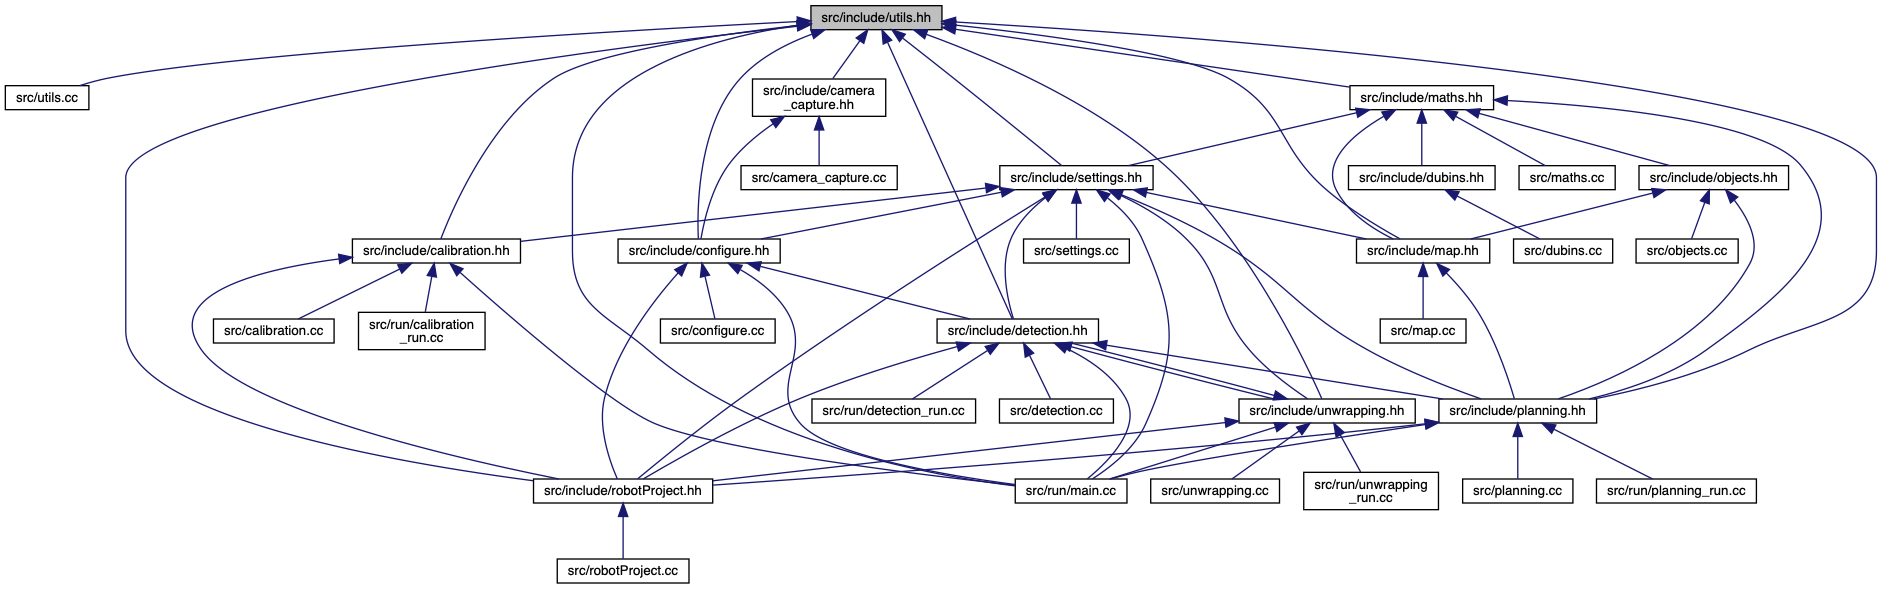 src/include/utils.hh
src/utils.cc
src/include/camera
_capture.hh
src/include/maths.hh
src/camera_capture.cc
src/include/settings.hh
src/include/dubins.hh
src/maths.cc
src/include/objects.hh
src/include/calibration.hh
src/include/configure.hh
src/settings.cc
src/include/map.hh
src/dubins.cc
src/objects.cc
src/calibration.cc
src/run/calibration
_run.cc
src/configure.cc
src/include/detection.hh
src/map.cc
src/run/detection_run.cc
src/detection.cc
src/include/unwrapping.hh
src/include/planning.hh
src/include/robotProject.hh
src/run/main.cc
src/unwrapping.cc
src/run/unwrapping
_run.cc
src/planning.cc
src/run/planning_run.cc
src/robotProject.cc